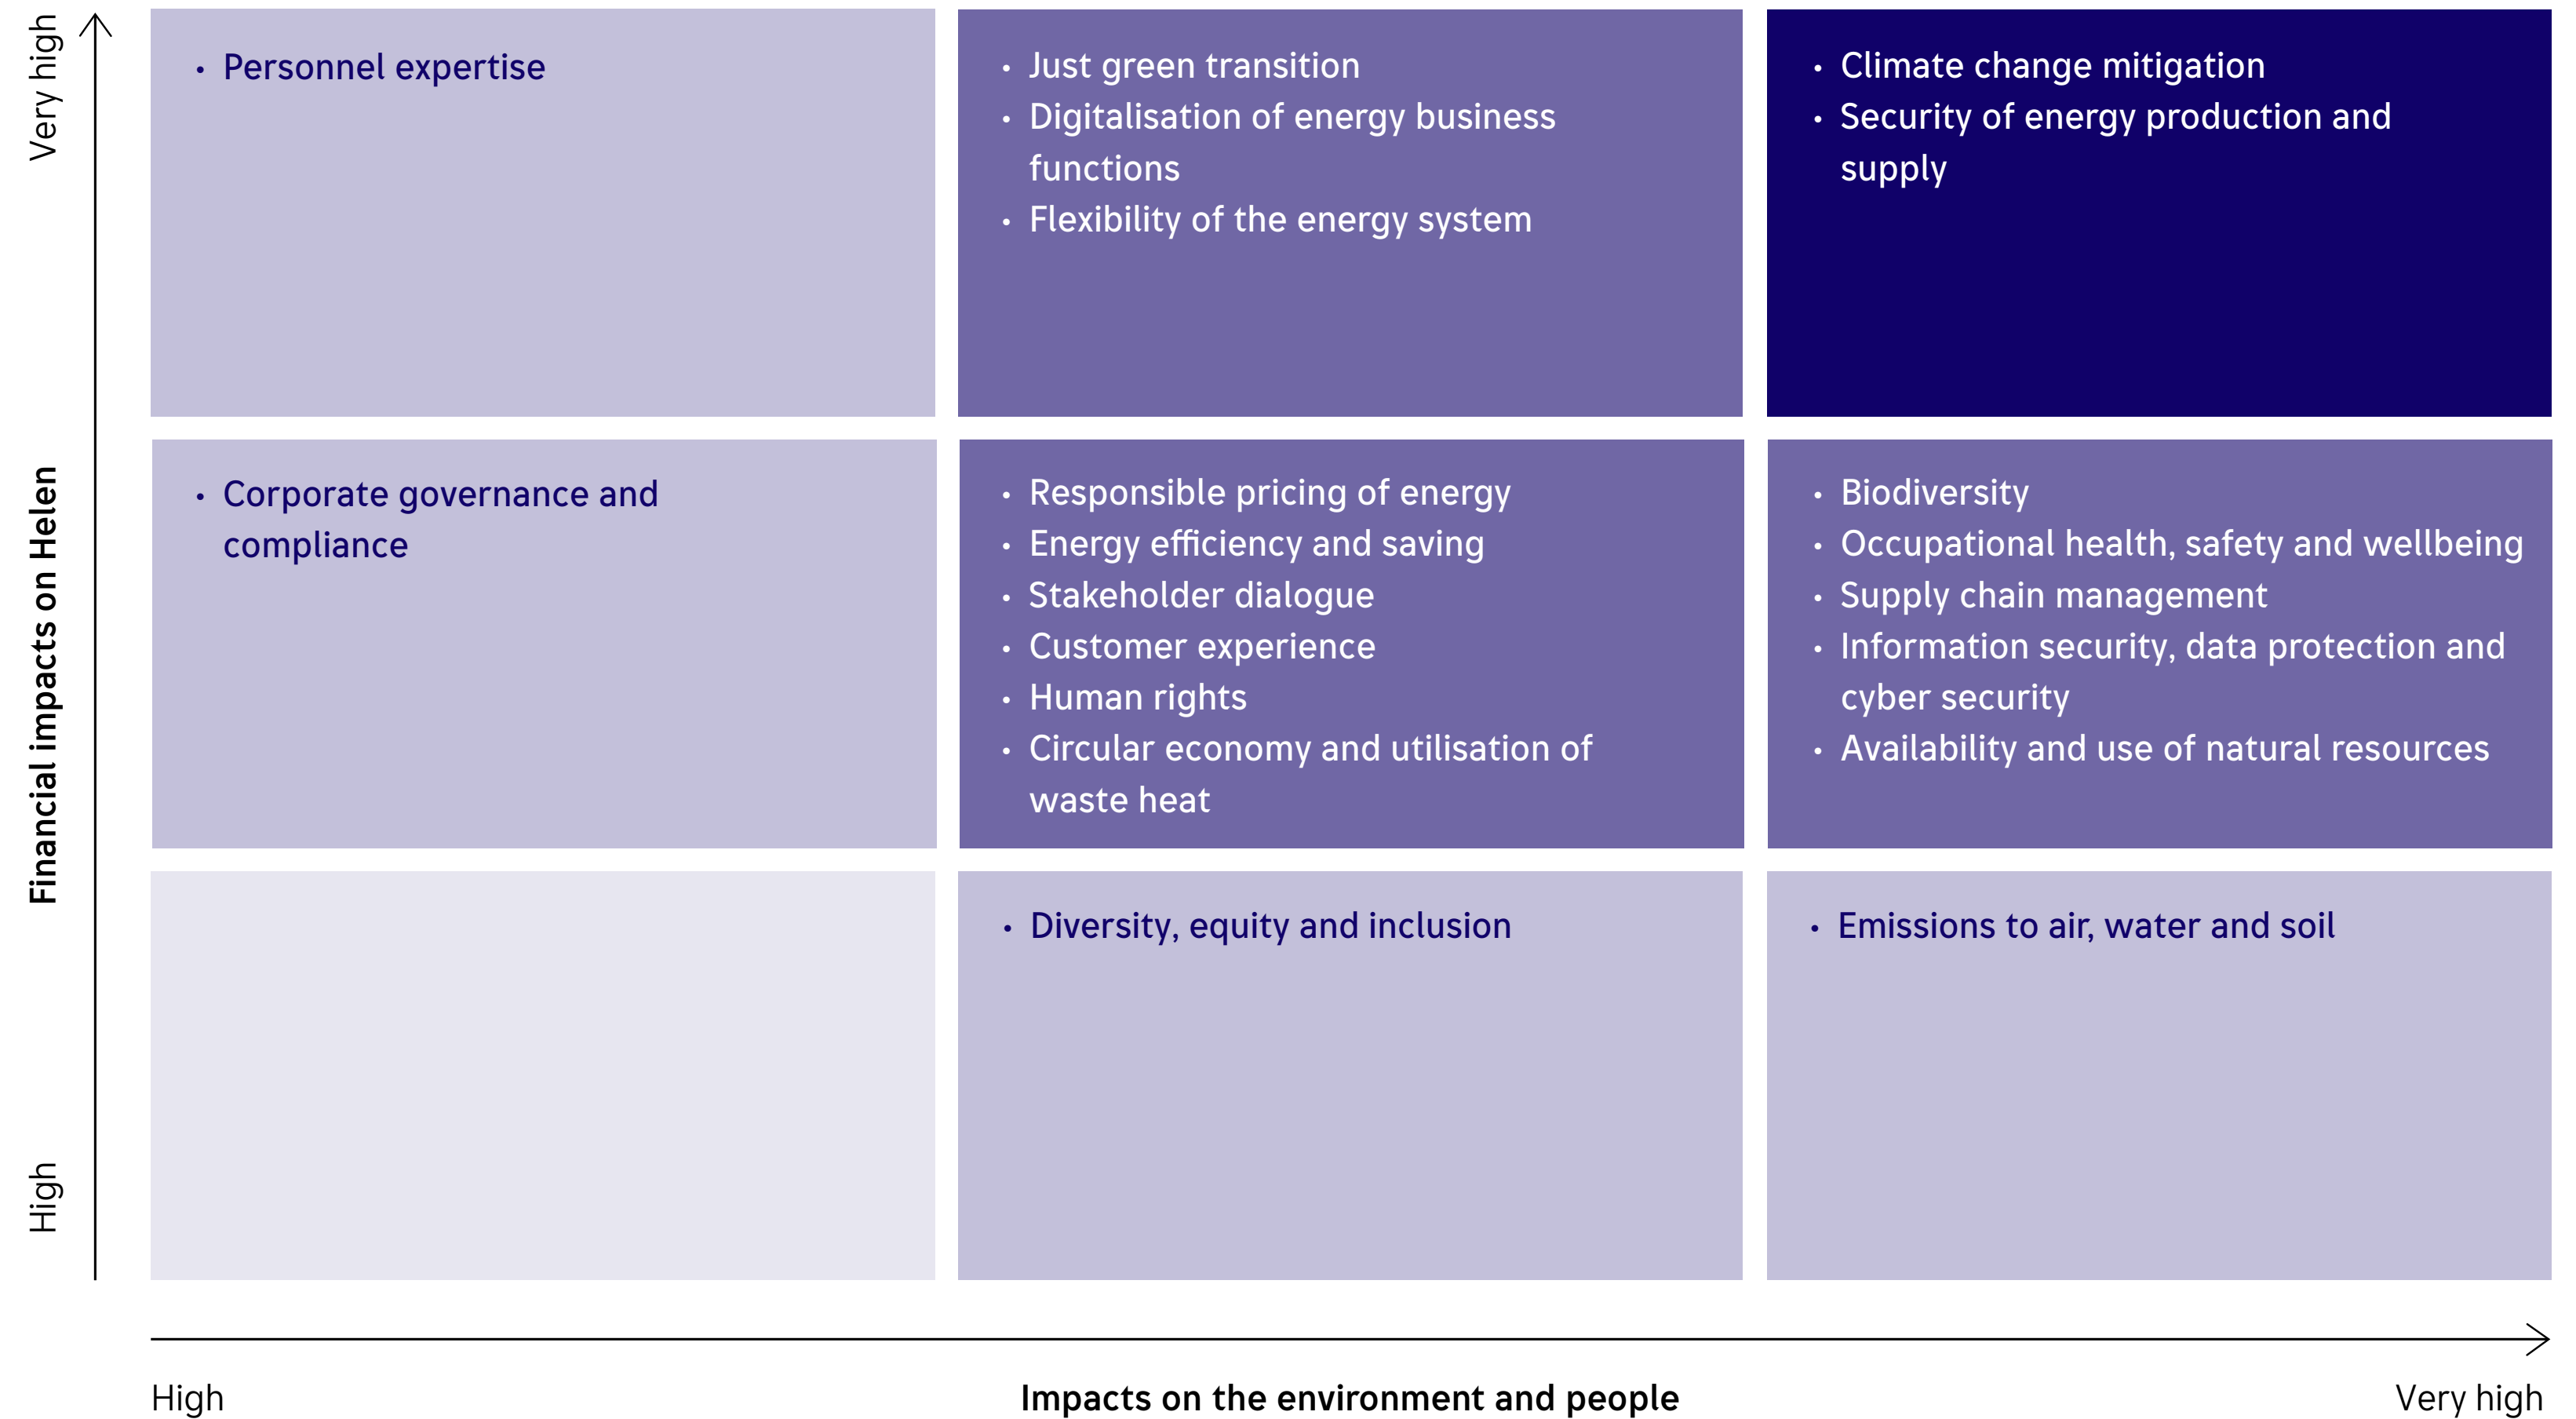 Very high
Financial impacts on Helen
High
• Personnel expertise
• Just green transition
• Digitalisation of energy business
functions
• Flexibility of the energy system
• Climate change mitigation
• Security of energy production and
supply
• Corporate governance and
compliance
• Responsible pricing of energy
• Energy efficiency and saving
• Stakeholder dialogue
• Customer experience
• Human rights
• Circular economy and utilisation of
waste heat
• Biodiversity
• Occupational health, safety and wellbeing
• Supply chain management
• Information security, data protection and
cyber security
• Availability and use of natural resources
• Diversity, equity and inclusion
• Emissions to air, water and soil
High
Impacts on the environment and people
Very high